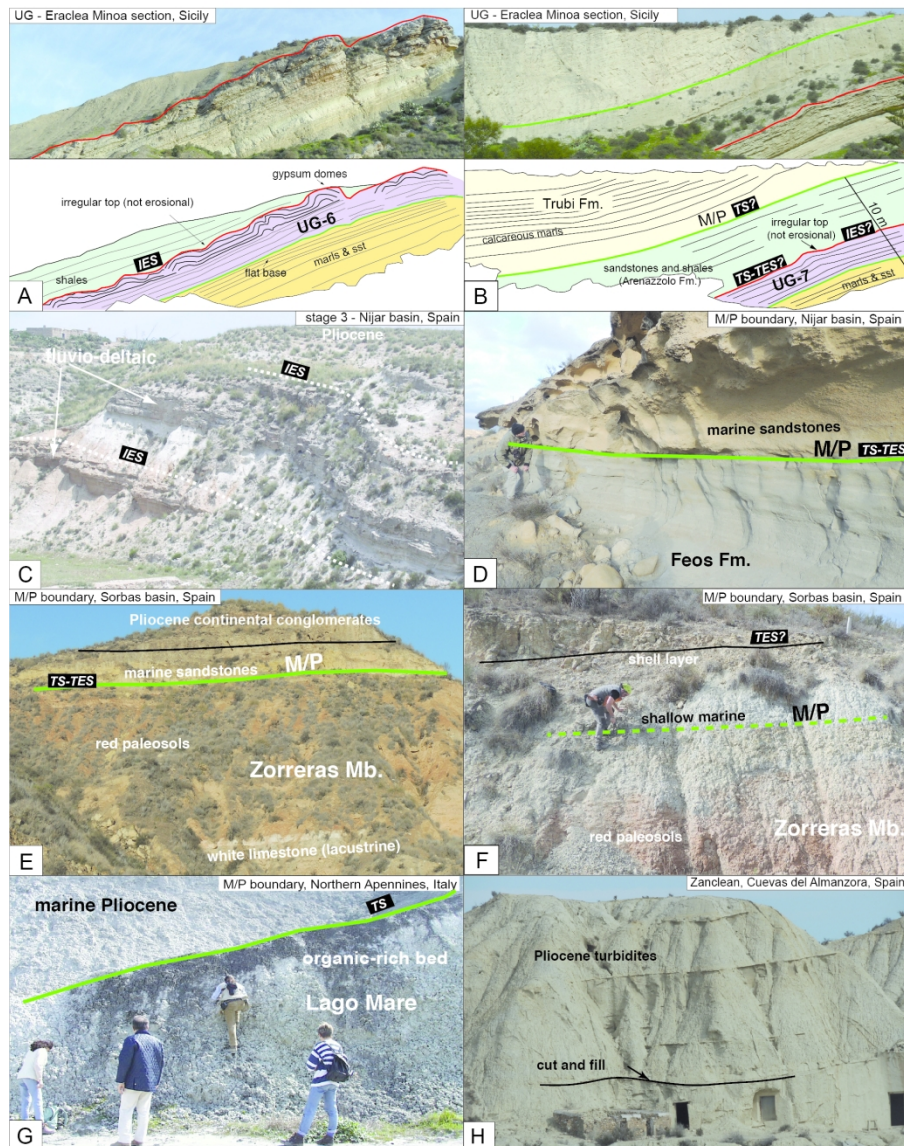 UG - Eraclea Minoa section, Sicily
gypsum domes
irregular top (not erosional)
UG-6
IES
flat base
marls & sst
shales
A
UG - Eraclea Minoa section, Sicily
Trubi Fm.
M/P TS?
calcareous marls
10 m
irregular top
(not erosional)
IES?
sandstones and shales
(Arenazzolo Fm.)
TS-TES?
UG-7
marls & sst
B
stage 3 - Nijar basin, Spain
Pliocene
fluvio-deltaic
IES
IES
C
M/P boundary, Nijar basin, Spain
marine sandstones
M/P TS-TES
Feos Fm.
D
M/P boundary, Sorbas basin, Spain
Pliocene continental conglomerates
marine sandstones M/P
TS-TES
red paleosols
Zorreras Mb.
white limestone (lacustrine)
E
M/P boundary, Sorbas basin, Spain
TES?
shell layer
shallow marine M/P
red paleosols
Zorreras Mb.
F
M/P boundary, Northern Apennines, Italy
marine Pliocene
TS
organic-rich bed
Lago Mare
G
Zanclean, Cuevas del Almanzora, Spain
Pliocene turbidites
cut and fill
H